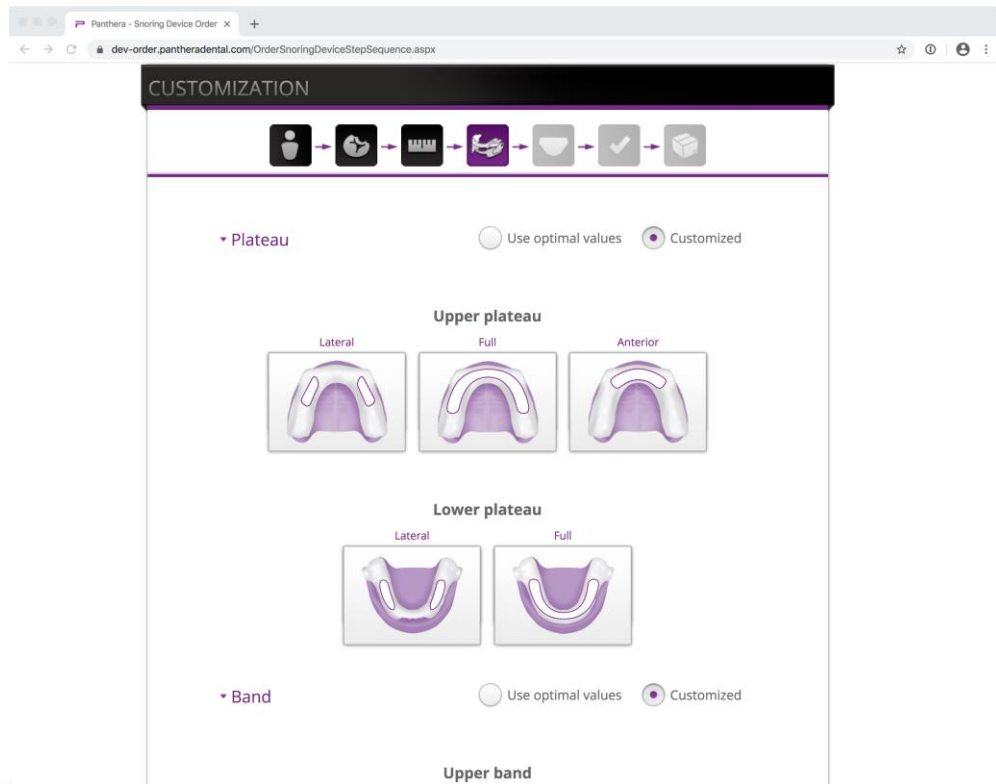 Panthera - Snoring Device Order
dev-order.pantheradental.com/OrderSnoringDeviceStepSequence.aspx
CUSTOMIZATION
Plateau Use optimal values Customized
Upper plateau
Lateral Full Anterior
Lower plateau
Lateral Full
Band Use optimal values Customized
Upper band